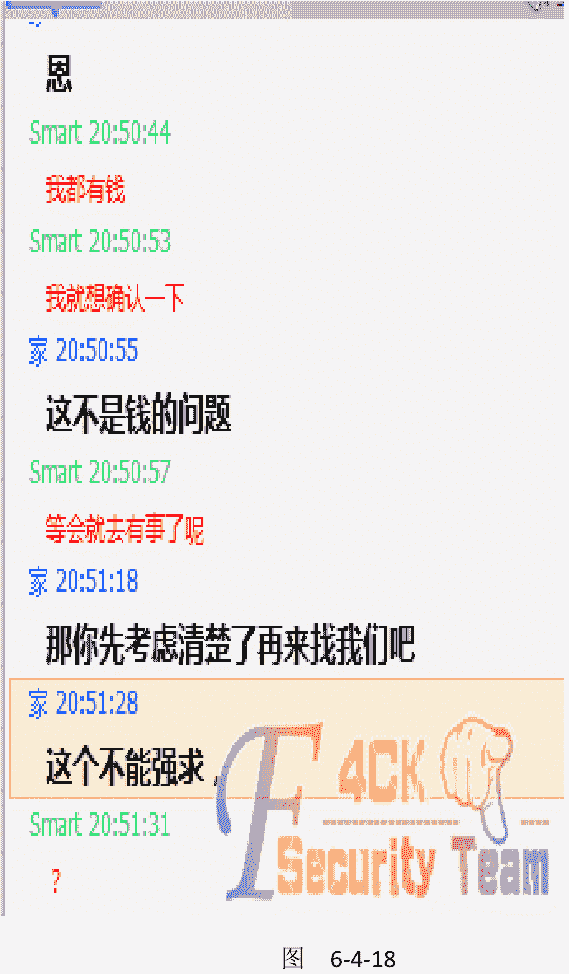 恩
Smart 20:50:44
我都有钱
Smart 20:50:53
我就想确认一下
家 20:50:55
这不是钱的问题
Smart 20:50:57
等会就去有事了呢
家 20:51:18
那你先考虑清楚了再来找我们吧
家 20:51:28
这个不能强求，
Smart 20:51:31
？
F4CK
Security Team
图 6-4-18